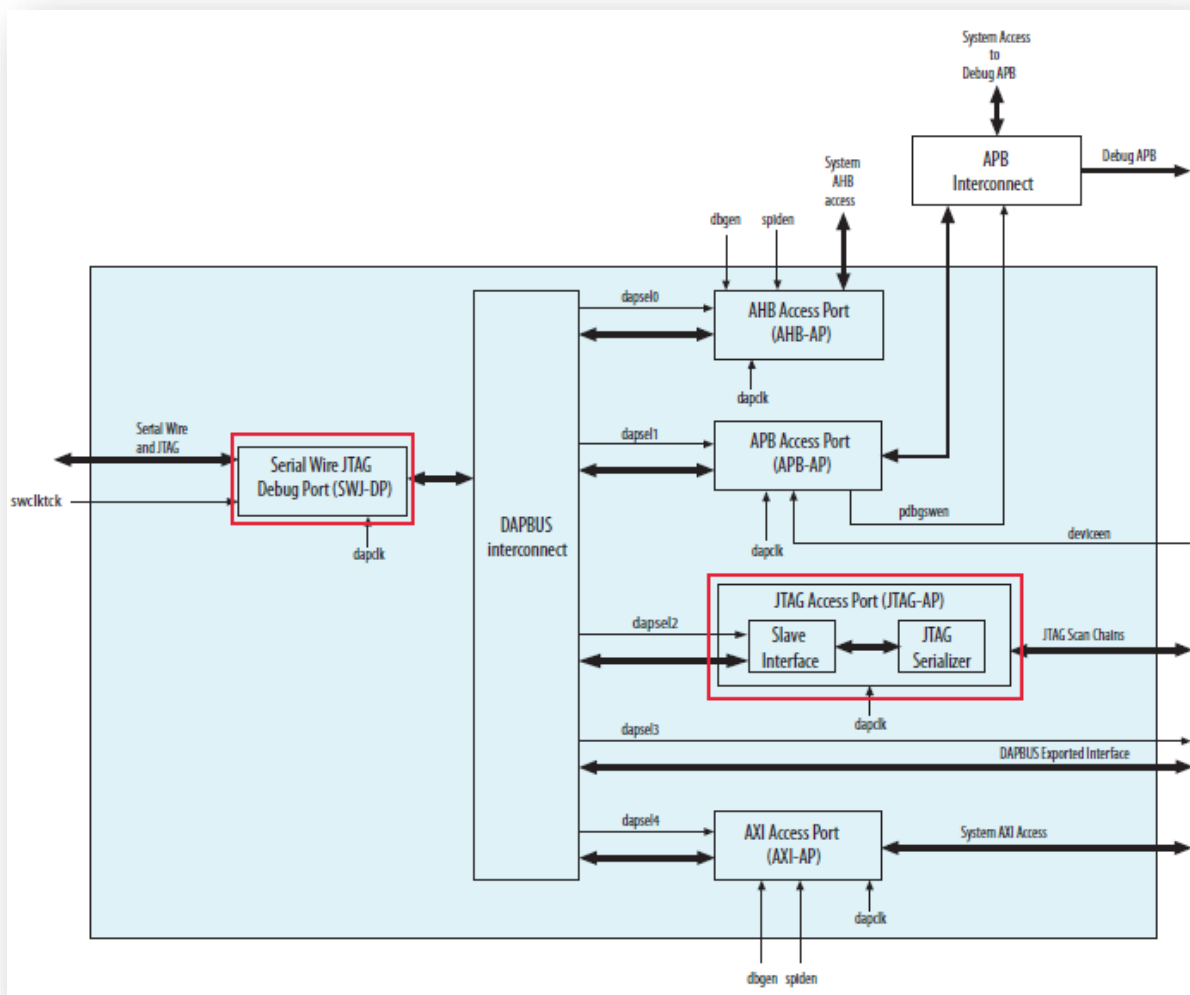 System Access
to
Debug APB
APB
Interconnect
Debug APB
System
AHB
access
dbgen
spiden
dapsel0
AHB Access Port
(AHB-AP)
dapclk
Serial Wire
and JTAG
Serial Wire JTAG
Debug Port (SWJ-DP)
swclktck
dapclk
DAPBUS
interconnect
dapsel1
APB Access Port
(APB-AP)
pdbgswen
dapclk
deviceen
JTAG Access Port (JTAG-AP)
dapsel2
Slave
Interface
JTAG
Serializer
JTAG Scan Chains
dapclk
dapsel3
DAPBUS Exported Interface
dapsel4
AXI Access Port
(AXI-AP)
System AXI Access
dapclk
dbgen
spiden